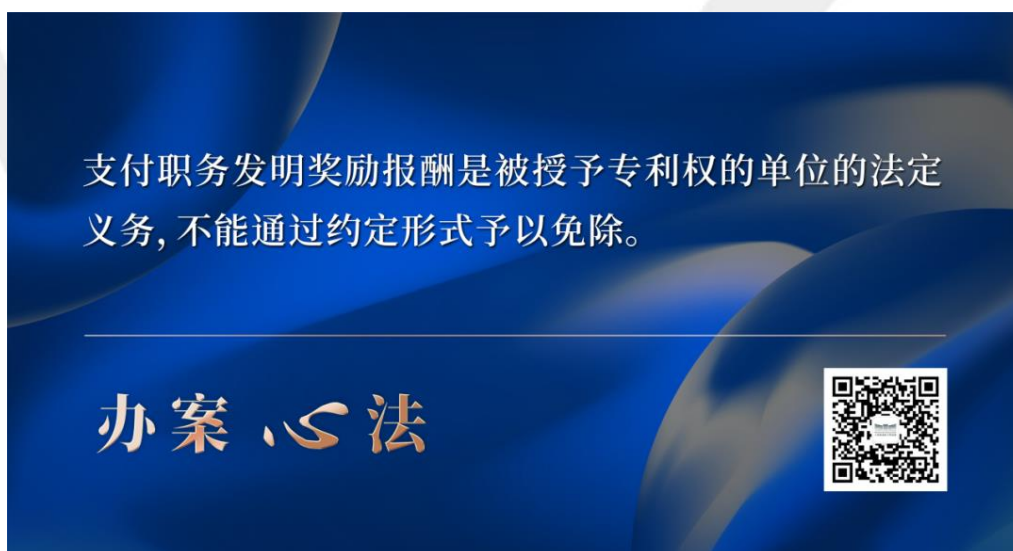 支付职务发明奖励报酬是被授予专利权的单位的法定
义务,不能通过约定形式予以免除。
办案心法